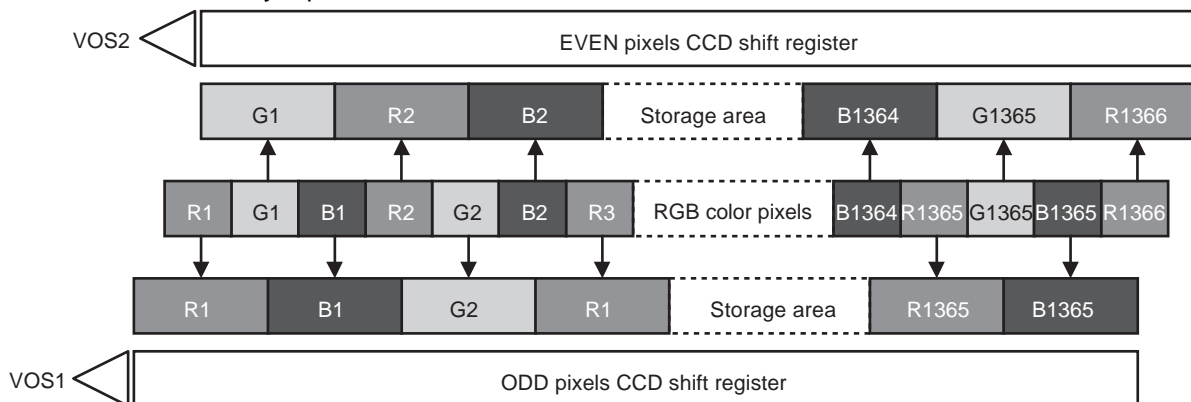 VOS2
EVEN pixels CCD shift register
G1 R2 B2 Storage area B1364 G1365 R1366
R1 G1 B1 R2 G2 B2 R3 RGB color pixels B1364 R1365 G1365 B1365 R1366
R1 B1 G2 R1 Storage area R1365 B1365
VOS1
ODD pixels CCD shift register